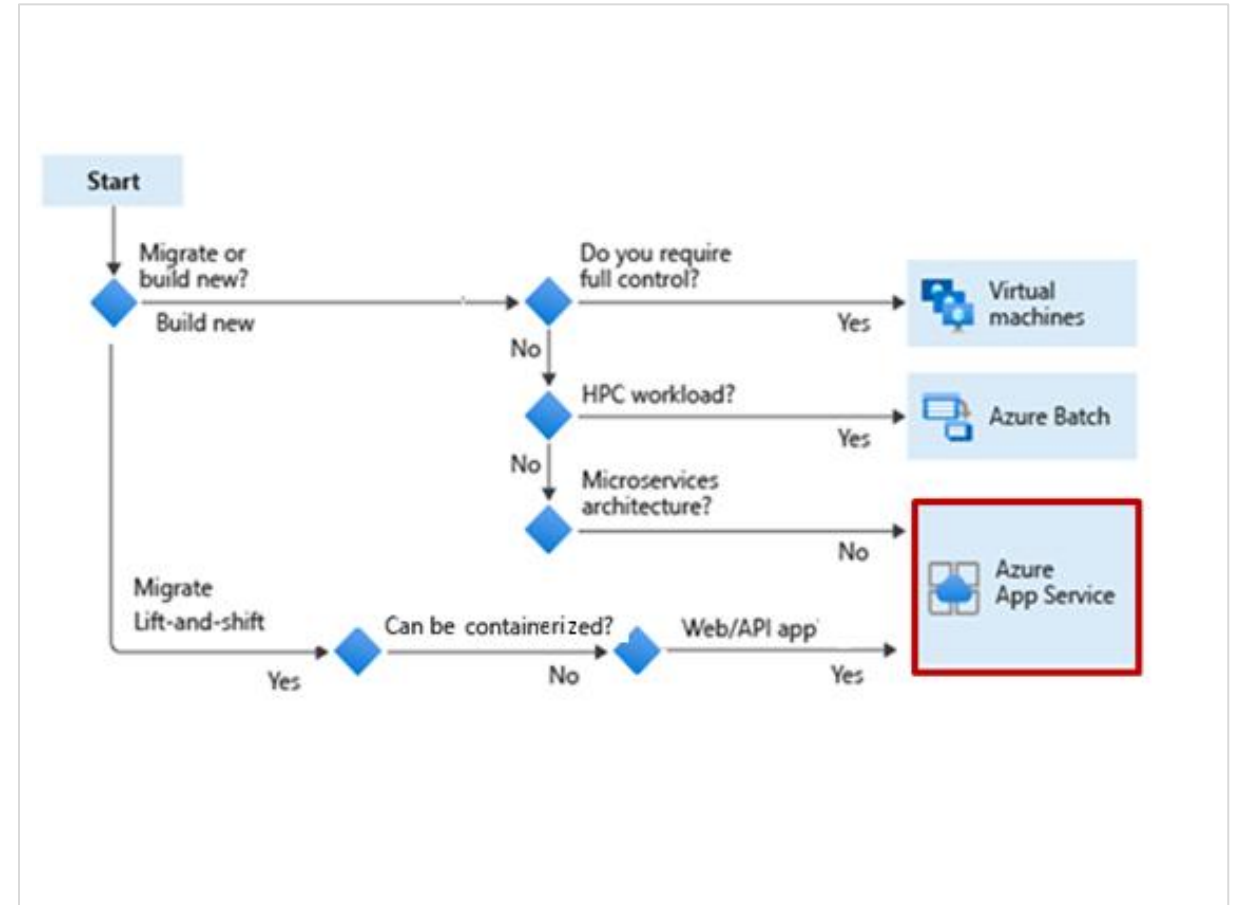 Start
Migrate or
build new?
Build new
Do you require
full control?
Yes
Virtual
machines
No
HPC workload?
Yes
Azure Batch
No
Microservices
architecture?
No
Azure
App Service
Migrate
Lift-and-shift
Yes
Can be containerized?
No
Web/API app
Yes